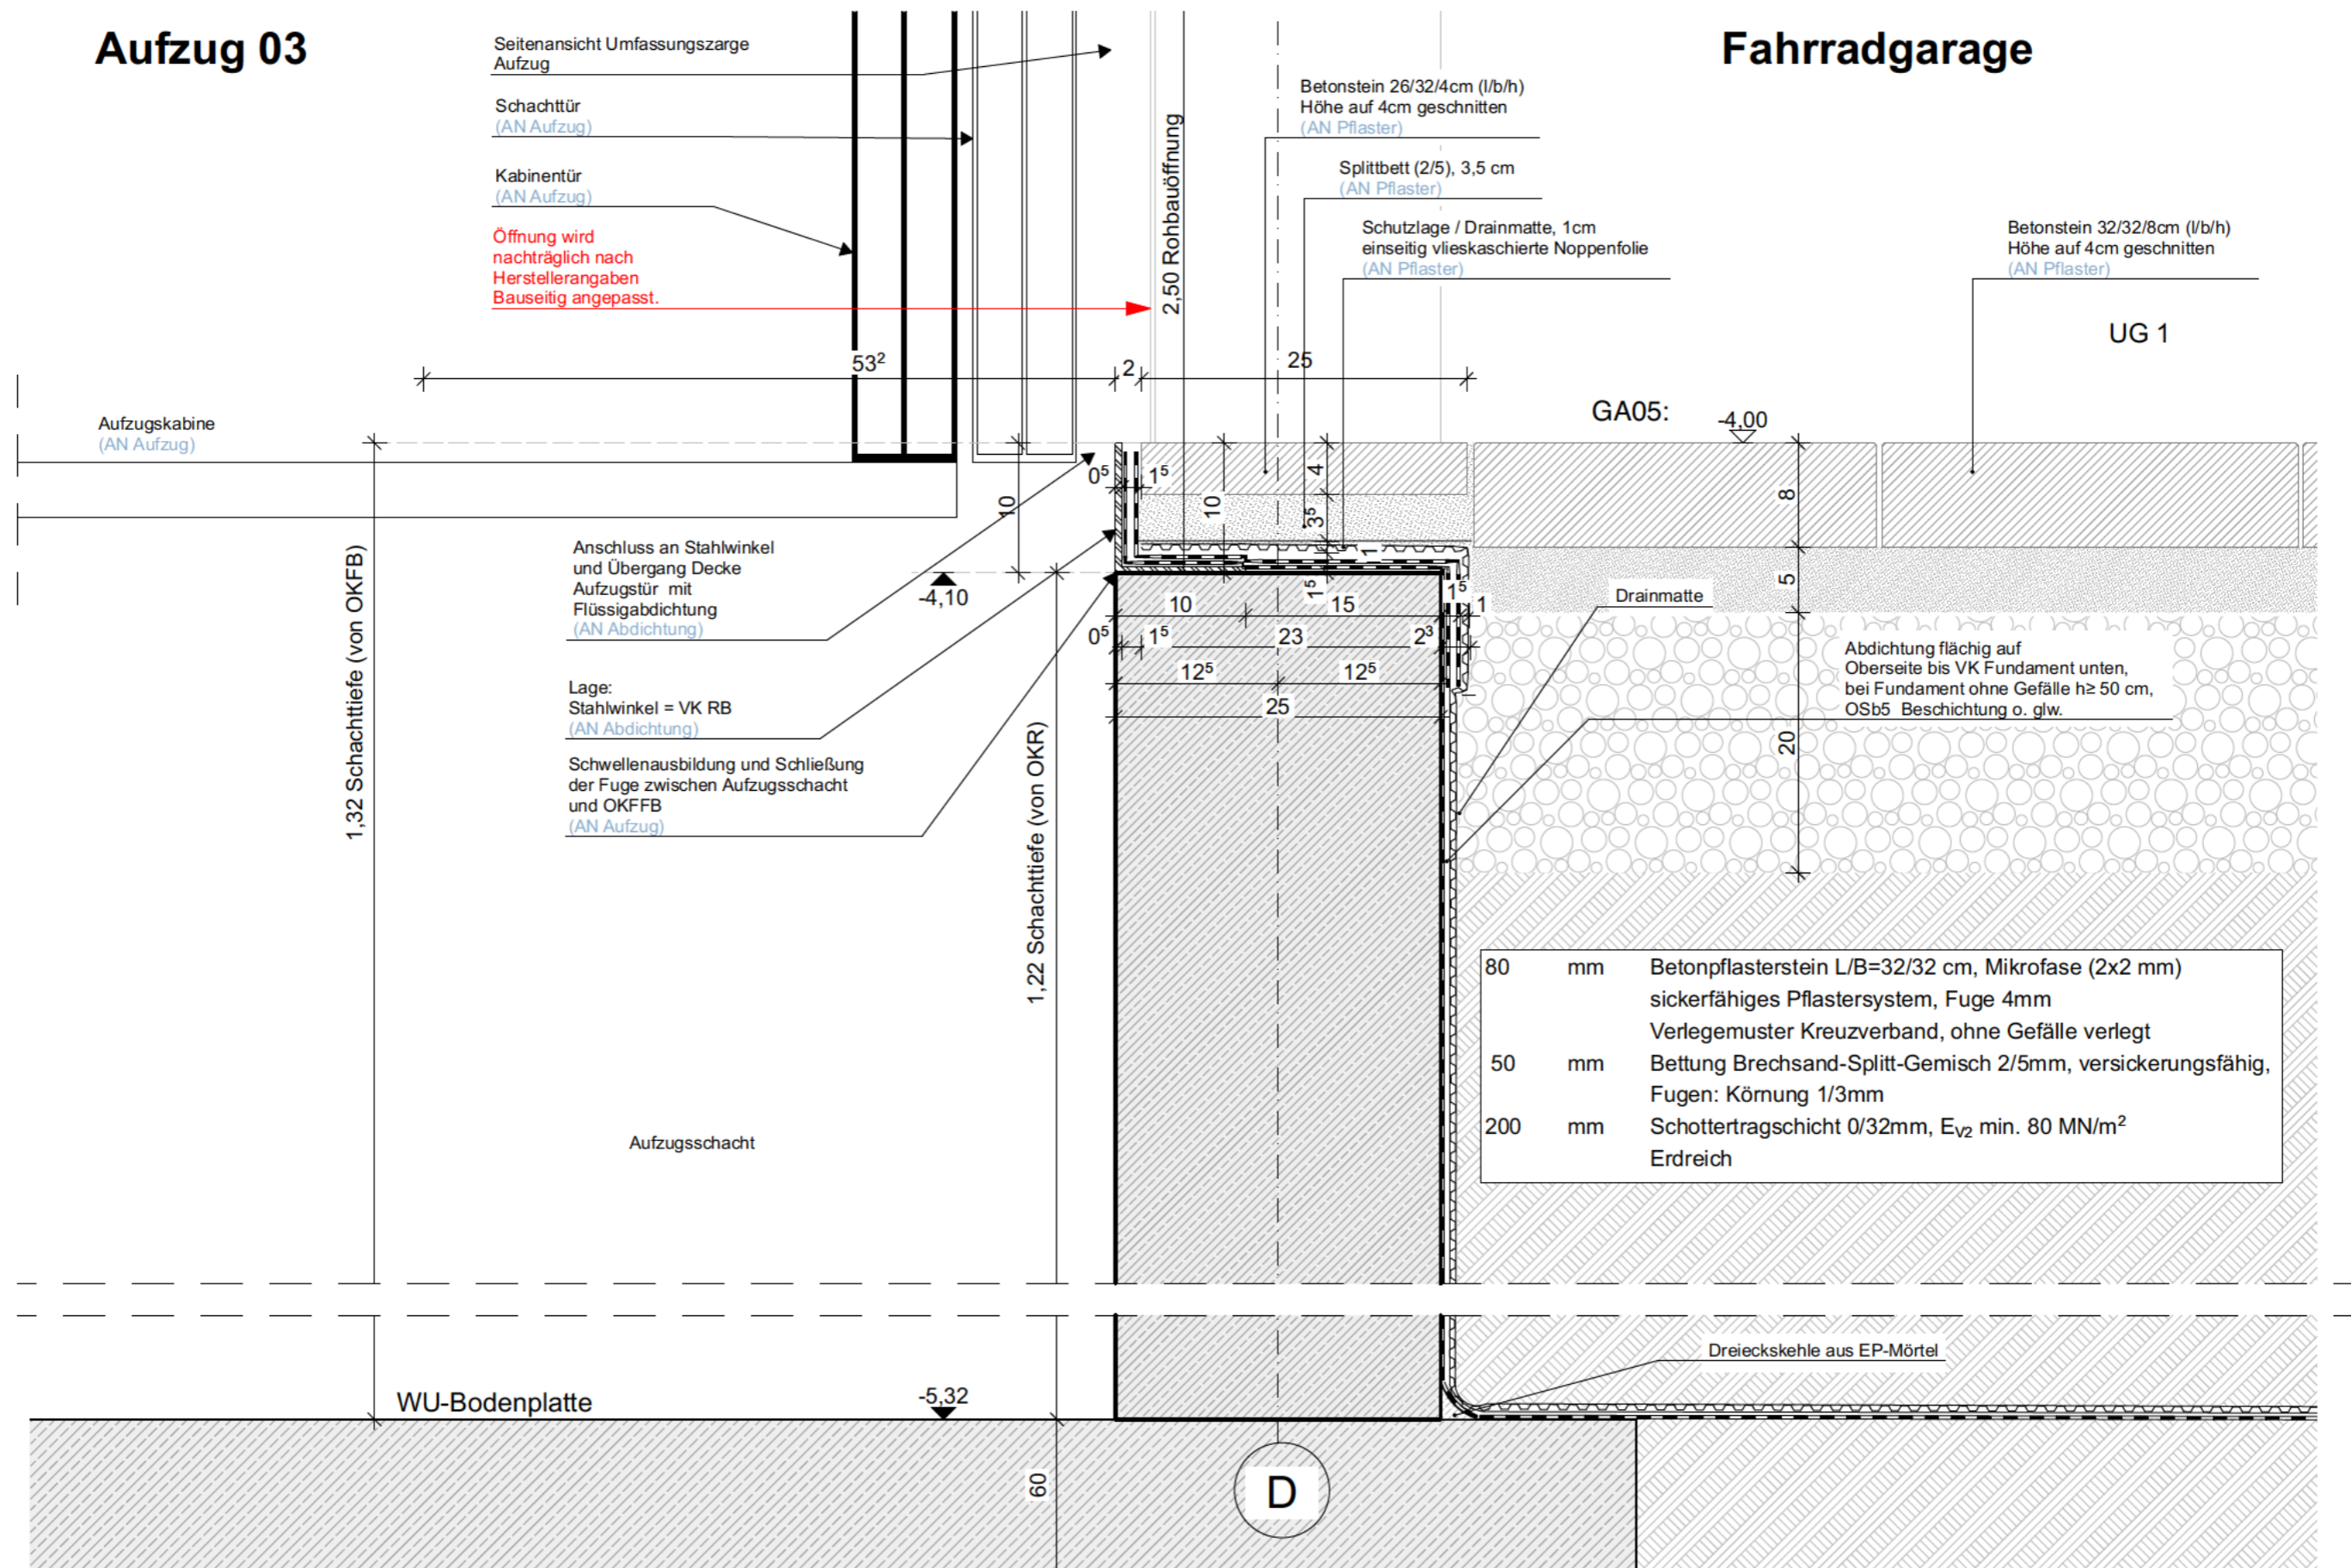 Aufzug 03
Fahrradgarage
Seitenansicht Umfassungszarge
Aufzug
Schachttür
(AN Aufzug)
Kabinentür
(AN Aufzug)
Öffnung wird
nachträglich nach
Herstellerangaben
Bauseitig angepasst.
2,50 Rohbauöffnung
Betonstein 26/32/4cm (l/b/h)
Höhe auf 4cm geschnitten
(AN Pflaster)
Splittbett (2/5), 3,5 cm
(AN Pflaster)
Schutzlage / Drainmatte, 1cm
einseitig vlieskaschierte Noppenfolie
(AN Pflaster)
Betonstein 32/32/8cm (l/b/h)
Höhe auf 4cm geschnitten
(AN Pflaster)
UG 1
53²
2
25
GA05:
-4,00
Aufzugskabine
(AN Aufzug)
0⁵
1⁵
10
10
4
3⁵
1
1⁵
8
5
20
Anschluss an Stahlwinkel
und Übergang Decke
Aufzugstür mit
Flüssigabdichtung
(AN Abdichtung)
-4,10
10
15
1⁵
1
0⁵
1⁵
23
2³
12⁵
12⁵
25
Drainmatte
Abdichtung flächig auf
Oberseite bis VK Fundament unten,
bei Fundament ohne Gefälle h≥ 50 cm,
OSb5 Beschichtung o. glw.
Lage:
Stahlwinkel = VK RB
(AN Abdichtung)
Schwellenausbildung und Schließung
der Fuge zwischen Aufzugsschacht
und OKFFB
(AN Aufzug)
1,32 Schachttiefe (von OKFB)
1,22 Schachttiefe (von OKR)
80 mm Betonpflasterstein L/B=32/32 cm, Mikrofase (2x2 mm)
sickerfähiges Pflastersystem, Fuge 4mm
Verlegemuster Kreuzverband, ohne Gefälle verlegt
50 mm Bettung Brechsand-Splitt-Gemisch 2/5mm, versickerungsfähig,
Fugen: Körnung 1/3mm
200 mm Schottertragschicht 0/32mm, EV2 min. 80 MN/m²
Erdreich
Aufzugsschacht
Dreieckskehle aus EP-Mörtel
WU-Bodenplatte
-5,32
60
D